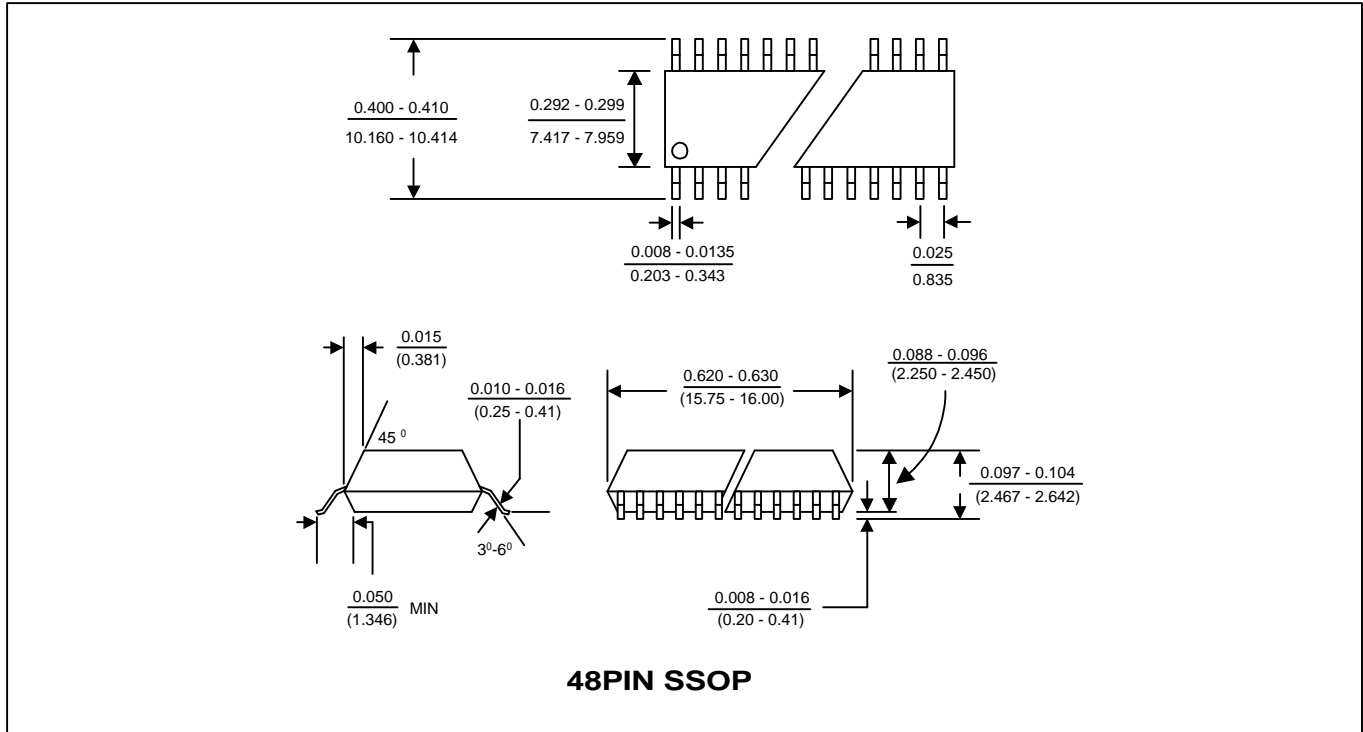 0.400 - 0.410
10.160 - 10.414
0.292 - 0.299
7.417 - 7.959
0.008 - 0.0135
0.203 - 0.343
0.025
0.835
0.015
(0.381)
0.010 - 0.016
(0.25 - 0.41)
45 ⁰
3⁰-6⁰
0.050
(1.346)
MIN
0.620 - 0.630
(15.75 - 16.00)
0.088 - 0.096
(2.250 - 2.450)
0.097 - 0.104
(2.467 - 2.642)
0.008 - 0.016
(0.20 - 0.41)
48PIN SSOP